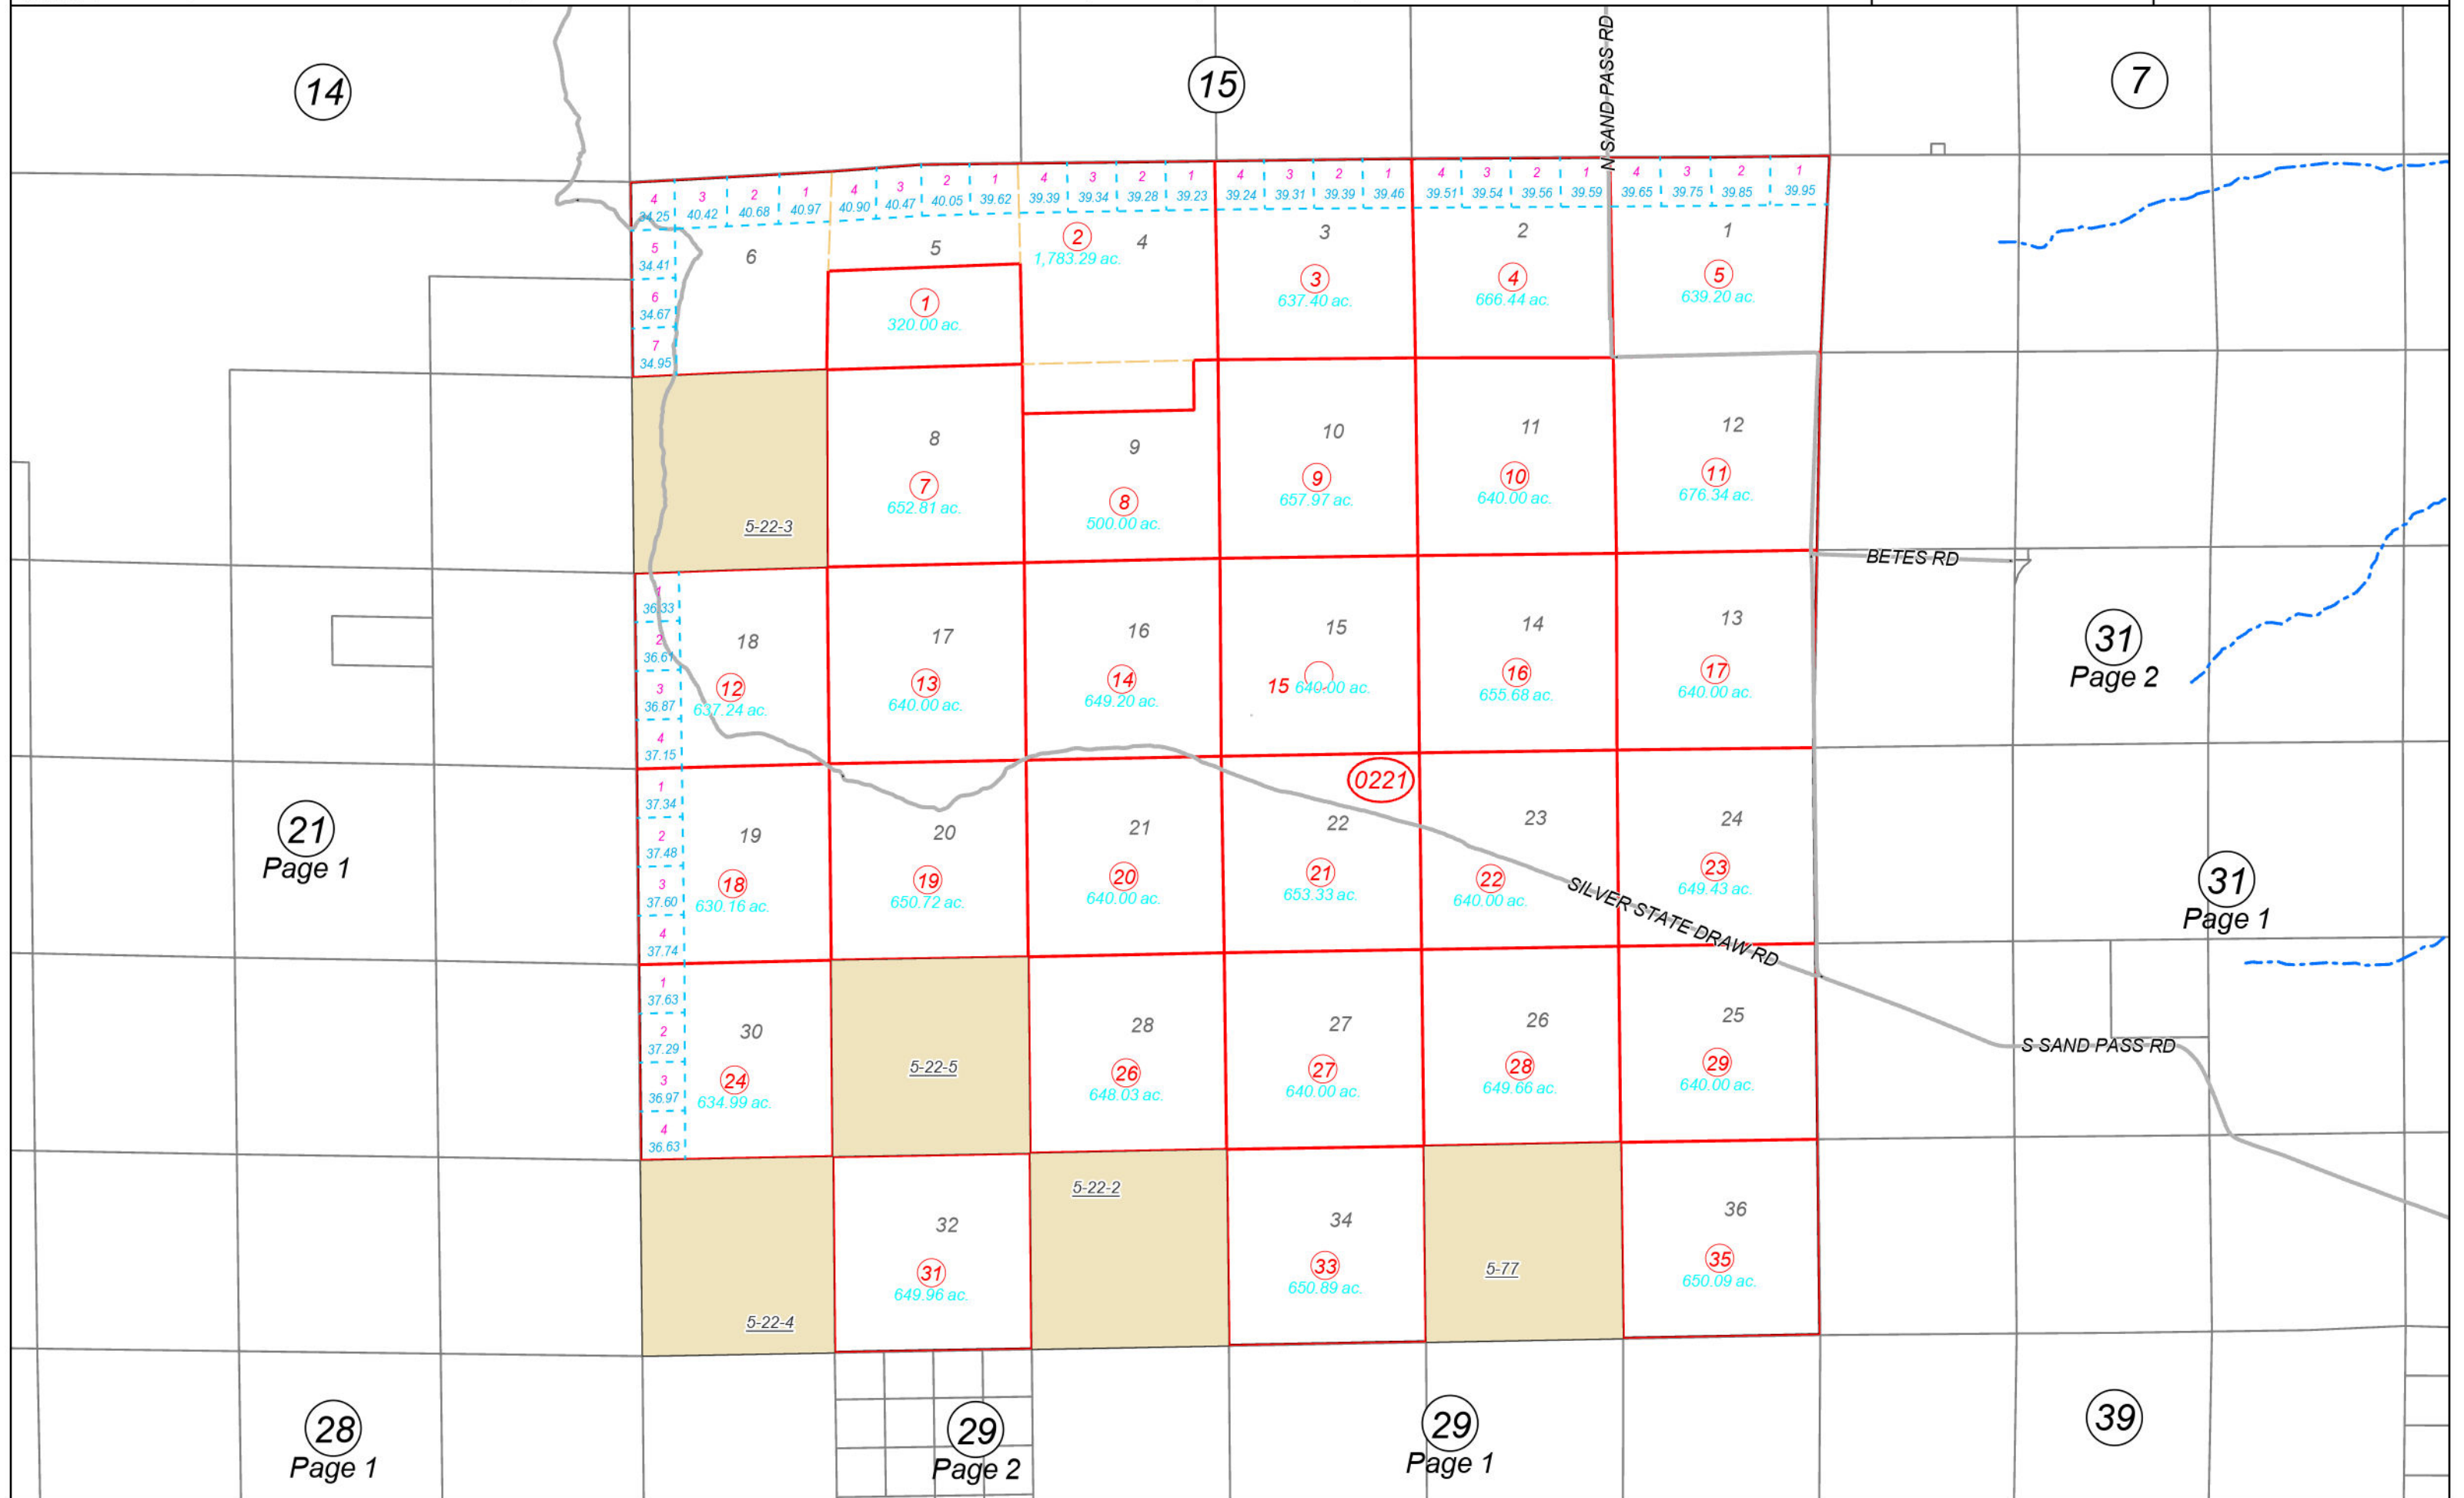 14
15
7
N SAND PASS RD
4 3 2 1 4 3 2 1 4 3 2 1 4 3 2 1 4 3 2 1 4 3 2 1
34.25 40.42 40.68 40.97 40.90 40.47 40.05 39.62 39.39 39.34 39.28 39.23 39.24 39.31 39.39 39.46 39.51 39.54 39.56 39.59 39.65 39.75 39.85 39.95
6 5 2 4 3 2 1
1,783.29 ac.
5
34.41
6
34.67
7
34.95
1
320.00 ac.
3
637.40 ac.
4
666.44 ac.
5
639.20 ac.
8 9 10 11 12
7
652.81 ac.
8
500.00 ac.
9
657.97 ac.
10
640.00 ac.
11
676.34 ac.
5-22-3
BETES RD
1
36.33
2
36.61
3
36.87
4
37.15
18 17 16 15 14 13
12
637.24 ac.
13
640.00 ac.
14
649.20 ac.
15 640.00 ac.
16
655.68 ac.
17
640.00 ac.
31
Page 2
0221
1
37.34
2
37.48
3
37.60
4
37.74
19 20 21 22 23 24
18
630.16 ac.
19
650.72 ac.
20
640.00 ac.
21
653.33 ac.
22
640.00 ac.
23
649.43 ac.
21
Page 1
31
Page 1
SILVER STATE DRAW RD
S SAND PASS RD
1
37.63
2
37.29
3
36.97
4
36.63
30 28 27 26 25
24
634.99 ac.
5-22-5
26
648.03 ac.
27
640.00 ac.
28
649.66 ac.
29
640.00 ac.
5-22-2
32 34 36
31
649.96 ac.
33
650.89 ac.
5-77
35
650.09 ac.
5-22-4
28
Page 1
29
Page 2
29
Page 1
39